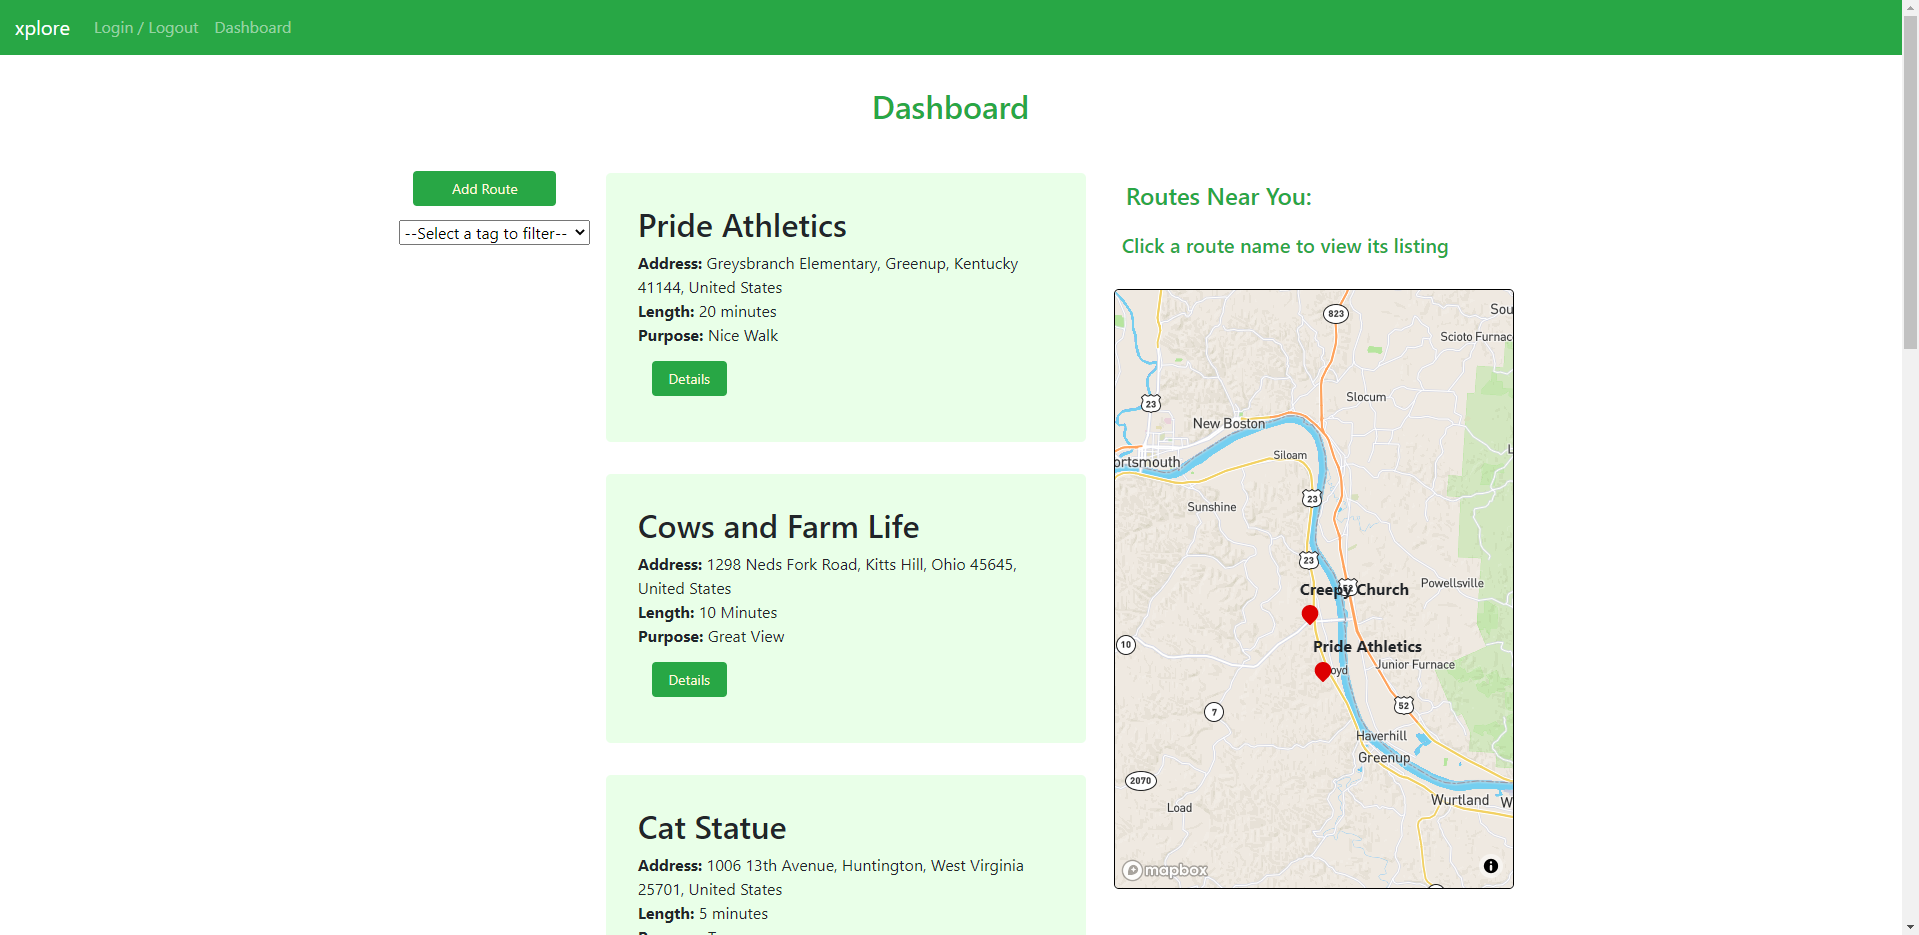 xplore
Login / Logout
Dashboard
Dashboard
Add Route
--Select a tag to filter--
Pride Athletics
Address: Greysbranch Elementary, Greenup, Kentucky
41144, United States
Length: 20 minutes
Purpose: Nice Walk
Details
Cows and Farm Life
Address: 1298 Neds Fork Road, Kitts Hill, Ohio 45645,
United States
Length: 10 Minutes
Purpose: Great View
Details
Cat Statue
Address: 1006 13th Avenue, Huntington, West Virginia
25701, United States
Length: 5 minutes
Routes Near You:
Click a route name to view its listing
823
Sou
Scioto Furnac
23
Slocum
New Boston
Siloam
ortsmouth
23
Sunshine
23
52
Powellsville
Creepy Church
10
Pride Athletics
oyd
Junior Furnace
52
7
Haverhill
Greenup
2070
Wurtland
W
Load
mapbox